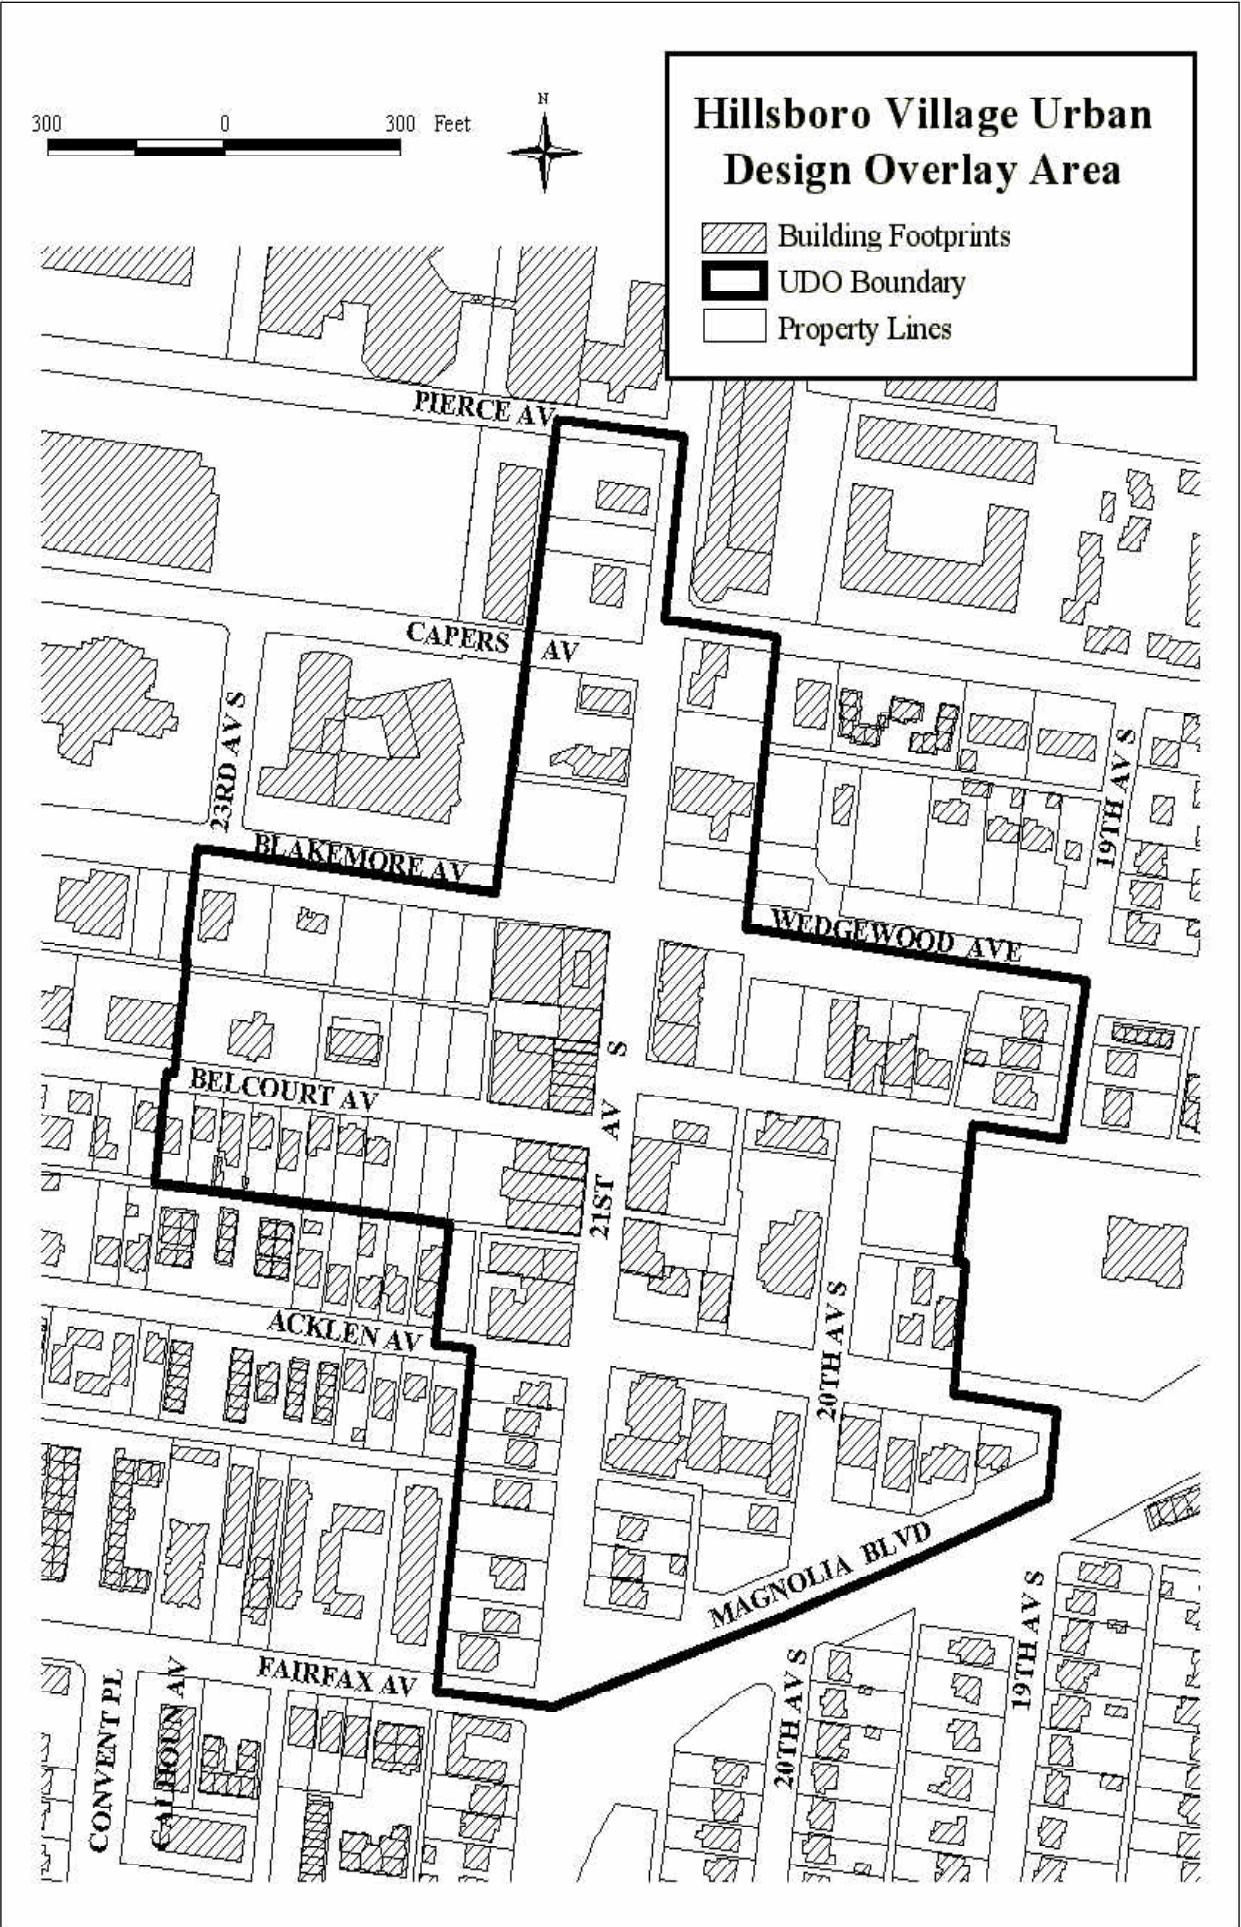 Hillsboro Village Urban
Design Overlay Area
Building Footprints
UDO Boundary
Property Lines
300 0 300 Feet
N
PIERCE AV
CAPERS AV
23RD AV S
BLAKEMORE AV
19TH AV S
WEDGEWOOD AVE
BELCOURT AV
21ST AV S
ACKLEN AV
20TH AV S
MAGNOLIA BLVD
FAIRFAX AV
CONVENT PL
CALHOUN AV
20TH AV S
19TH AV S